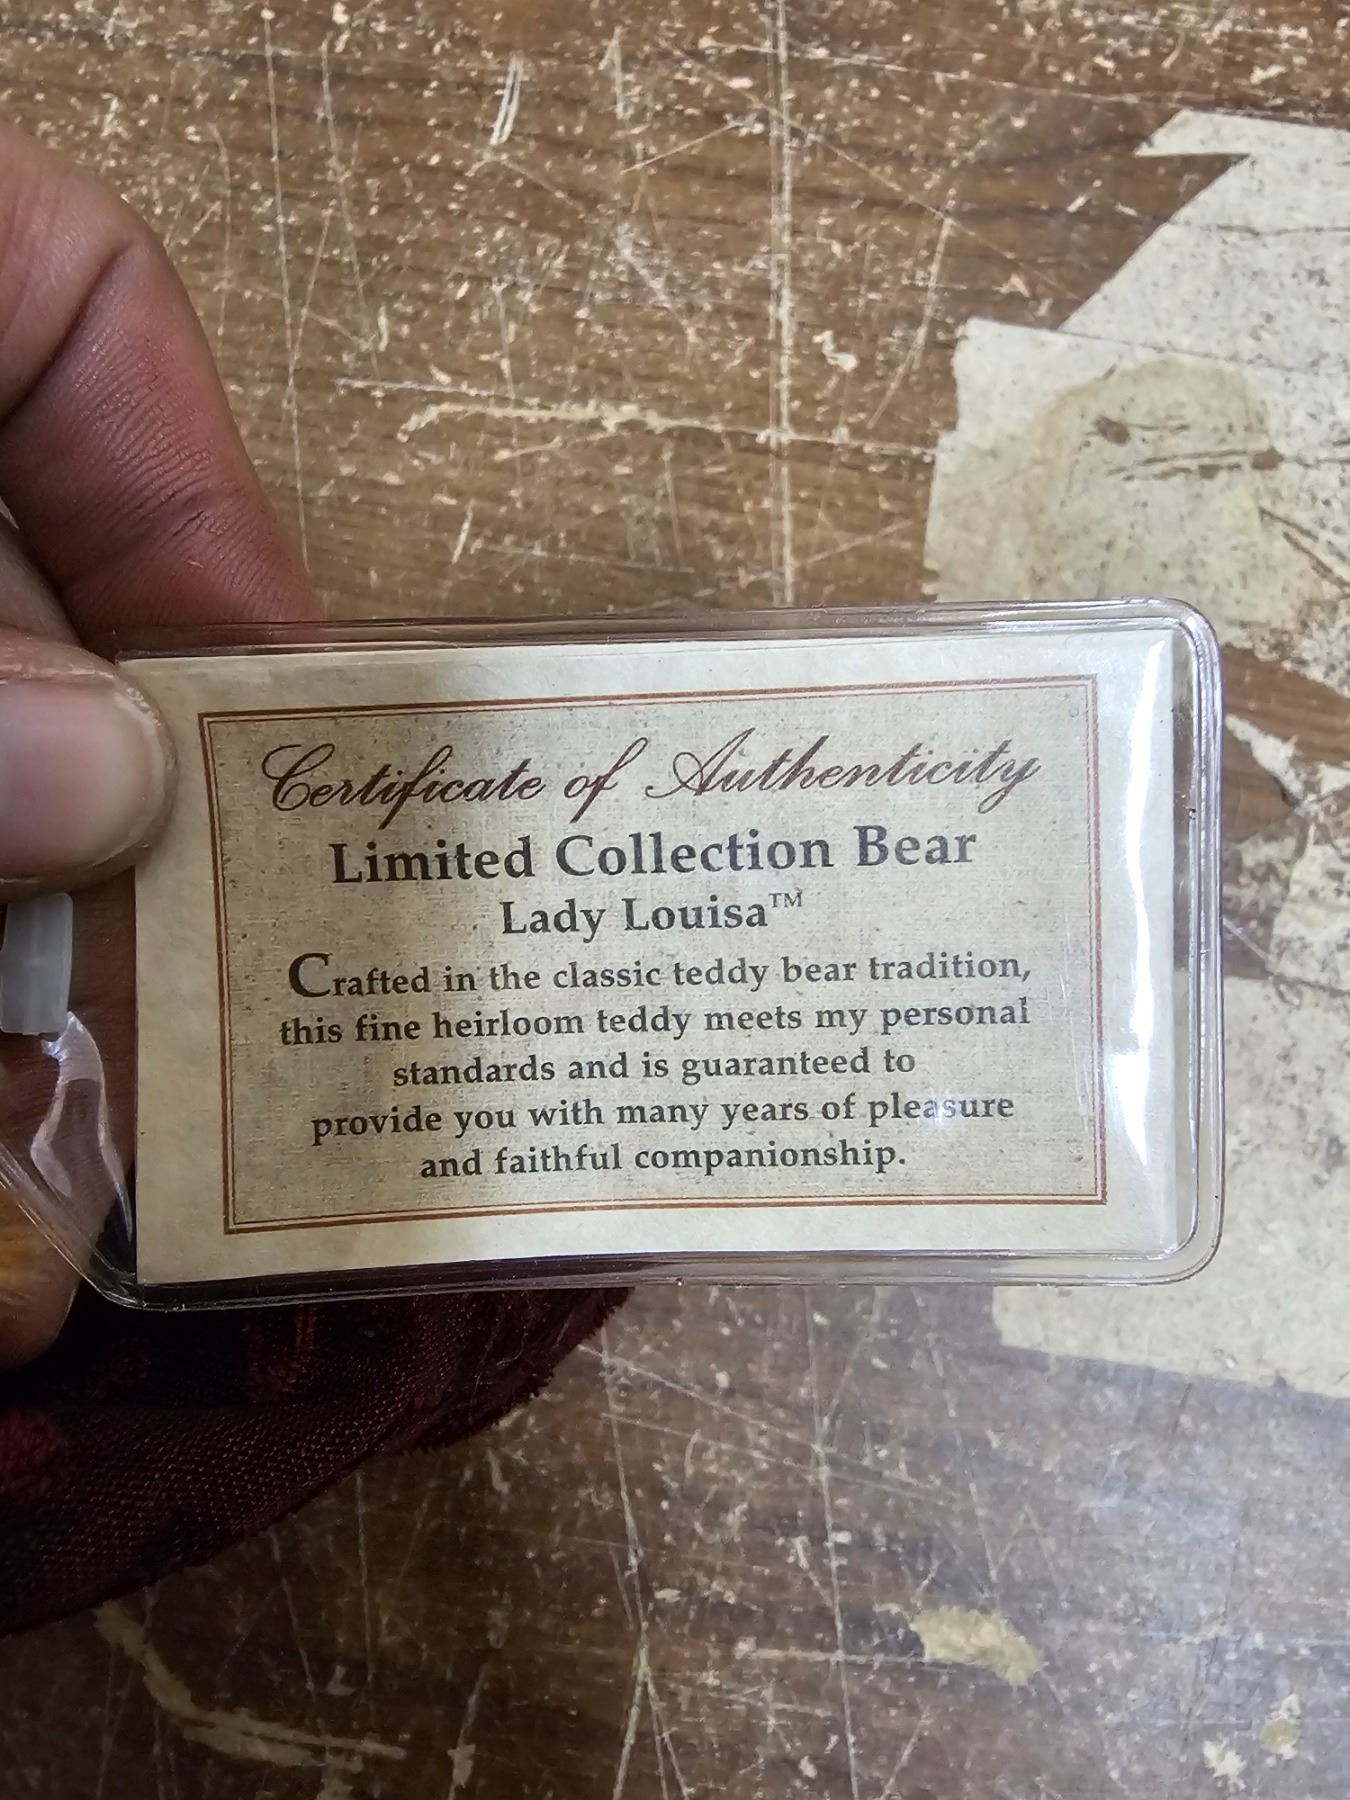 Certificate of Authenticity
Limited Collection Bear
Lady Louisa™
Crafted in the classic teddy bear tradition,
this fine heirloom teddy meets my personal
standards and is guaranteed to
provide you with many years of pleasure
and faithful companionship.